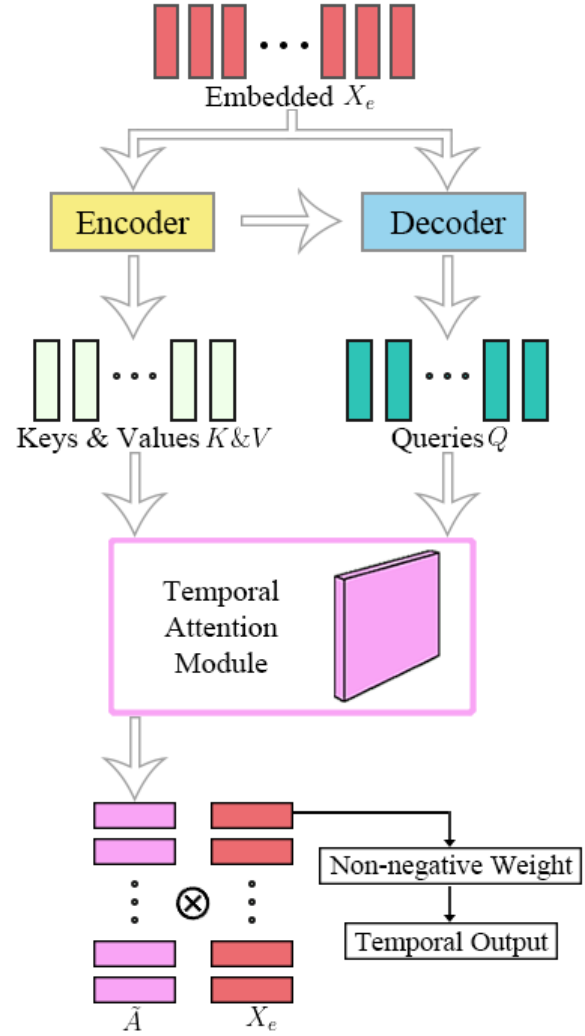 Embedded X_e
Encoder
Decoder
Keys & Values K&V
Queries Q
Temporal
Attention
Module
Non-negative Weight
Temporal Output
Ã
X_e